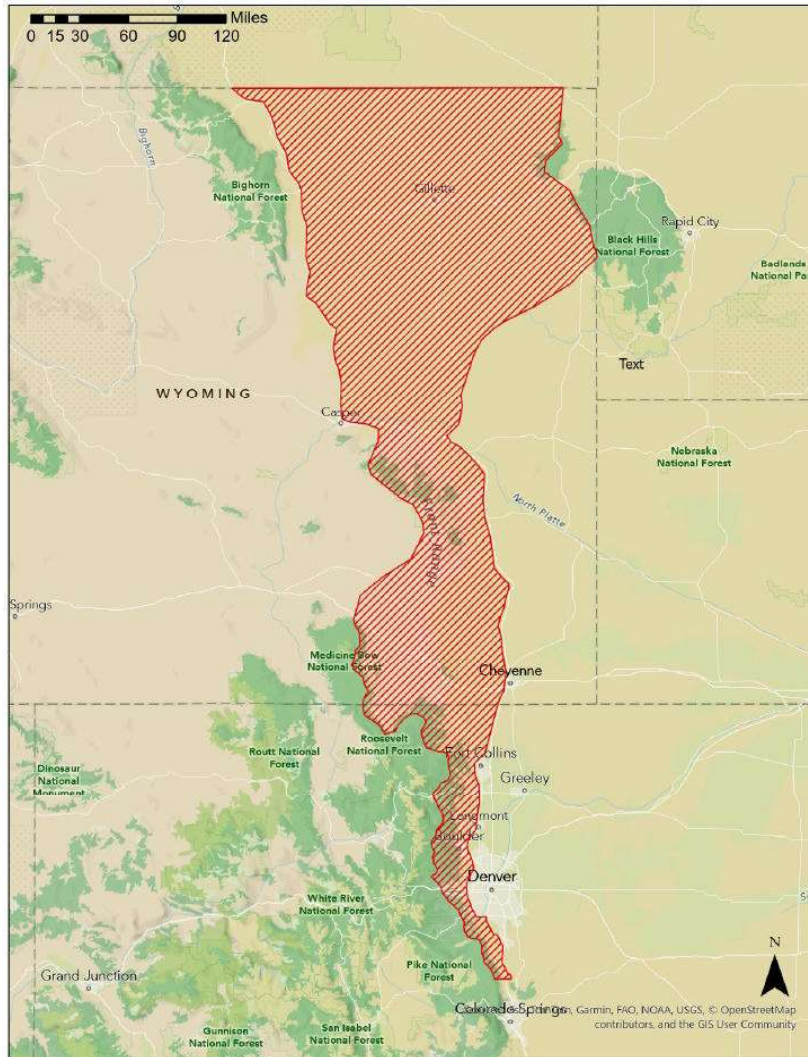 Miles
0 15 30 60 90 120
Bighorn
Bighorn
National Forest
Gillette
Rapid City
Black Hills
National Forest
Badlands
National Pa
Text
WYOMING
Casper
Nebraska
National Forest
North Platte
Front Range
Springs
Medicine Bow
National Forest
Cheyenne
Roosevelt
National Forest
Routt National
Forest
Fort Collins
Dinosaur
National
Monument
Greeley
Longmont
Boulder
Denver
White River
National Forest
Pike National
Forest
N
Grand Junction
Colorado Springs
Garmin, FAO, NOAA, USGS, © OpenStreetMap
contributors, and the GIS User Community
San Isabel
National Forest
Gunnison
National Forest